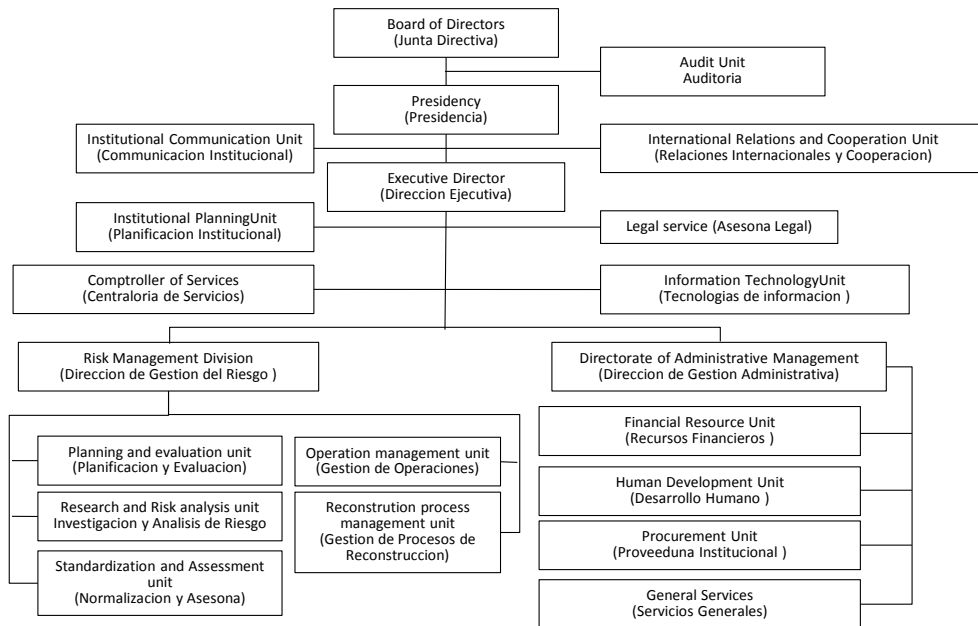 Board of Directors
(Junta Directiva)
Audit Unit
Auditoria
Presidency
(Presidencia)
Institutional Communication Unit
(Communicacion Institucional)
International Relations and Cooperation Unit
(Relaciones Internacionales y Cooperacion)
Executive Director
(Direccion Ejecutiva)
Institutional PlanningUnit
(Planificacion Institucional)
Legal service (Asesona Legal)
Comptroller of Services
(Centraloria de Servicios)
Information TechnologyUnit
(Tecnologias de informacion )
Risk Management Division
(Direccion de Gestion del Riesgo )
Directorate of Administrative Management
(Direccion de Gestion Administrativa)
Planning and evaluation unit
(Planificacion y Evaluacion)
Research and Risk analysis unit
Investigacion y Analisis de Riesgo
Standardization and Assessment
unit
(Normalizacion y Asesona)
Operation management unit
(Gestion de Operaciones)
Reconstrution process
management unit
(Gestion de Procesos de
Reconstruccion)
Financial Resource Unit
(Recursos Financieros )
Human Development Unit
(Desarrollo Humano )
Procurement Unit
(Proveeduna Institucional )
General Services
(Servicios Generales)